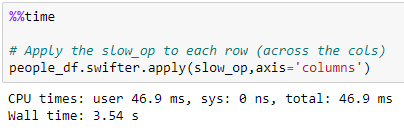 %%time
# Apply the slow_op to each row (across the cols)
people_df.swifter.apply(slow_op,axis='columns')
CPU times: user 46.9 ms, sys: 0 ns, total: 46.9 ms
Wall time: 3.54 s